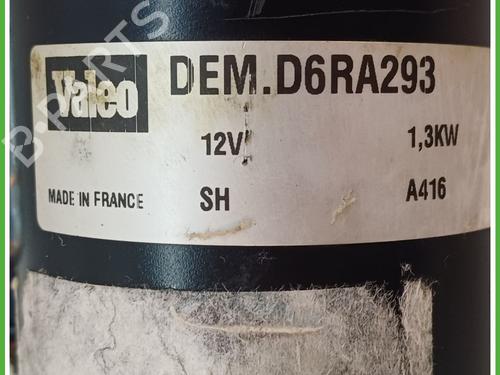 Valeo
DEM.D6RA293
12V
1,3KW
MADE IN FRANCE
SH
A416
B-PARTS